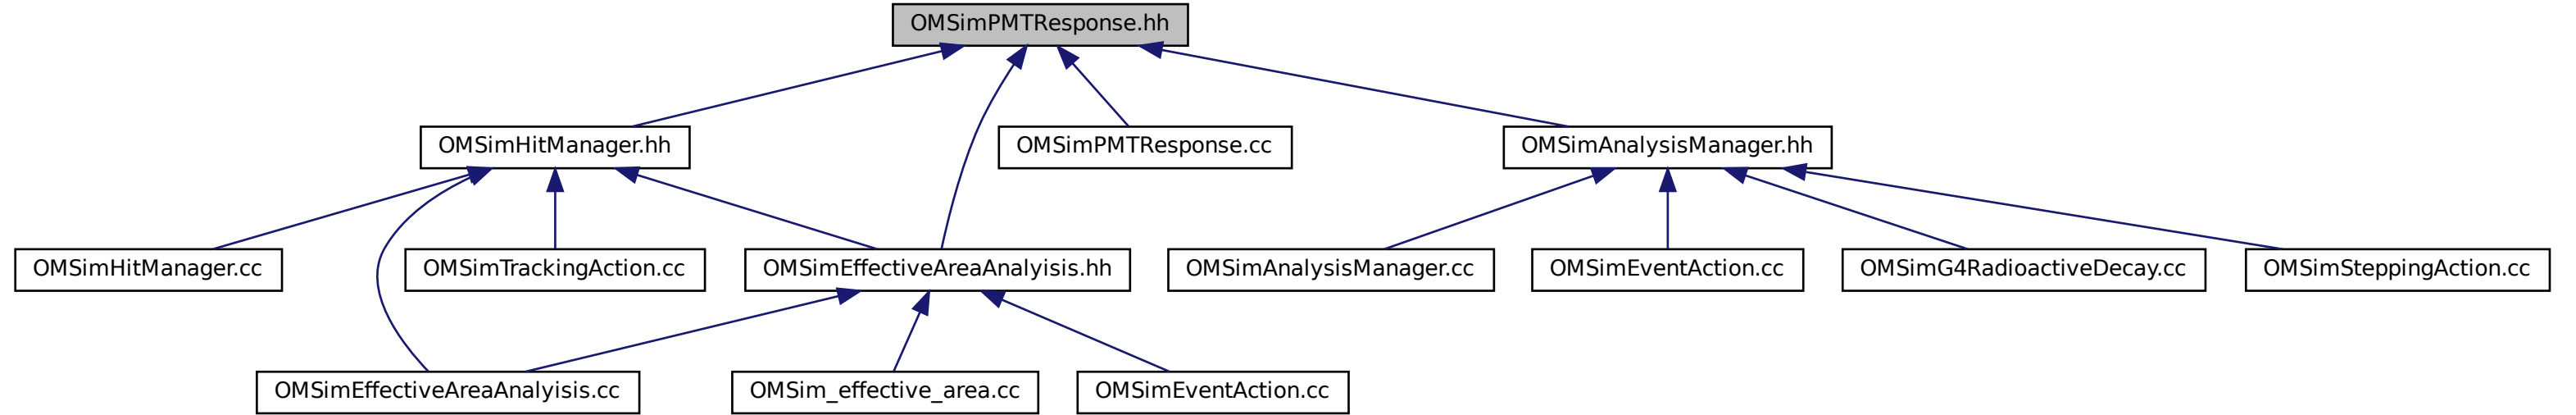 OMSimPMTResponse.hh
OMSimHitManager.hh
OMSimPMTResponse.cc
OMSimAnalysisManager.hh
OMSimHitManager.cc
OMSimTrackingAction.cc
OMSimEffectiveAreaAnalyisis.hh
OMSimAnalysisManager.cc
OMSimEventAction.cc
OMSimG4RadioactiveDecay.cc
OMSimSteppingAction.cc
OMSimEffectiveAreaAnalyisis.cc
OMSim_effective_area.cc
OMSimEventAction.cc